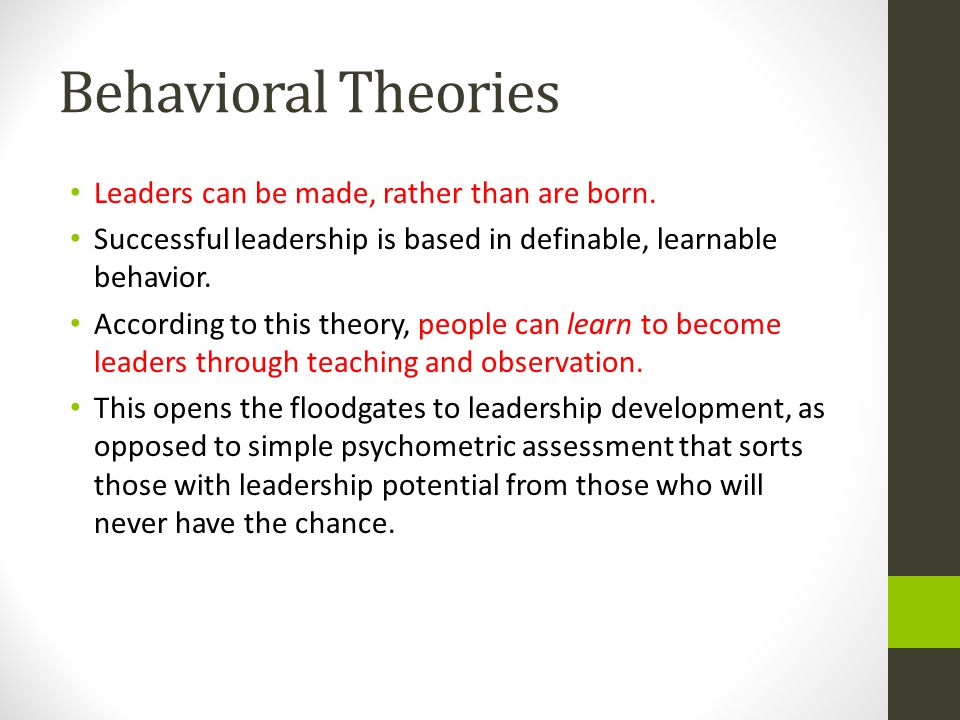 Behavioral Theories
• Leaders can be made, rather than are born.
• Successful leadership is based in definable, learnable
behavior.
• According to this theory, people can learn to become
leaders through teaching and observation.
• This opens the floodgates to leadership development, as
opposed to simple psychometric assessment that sorts
those with leadership potential from those who will
never have the chance.